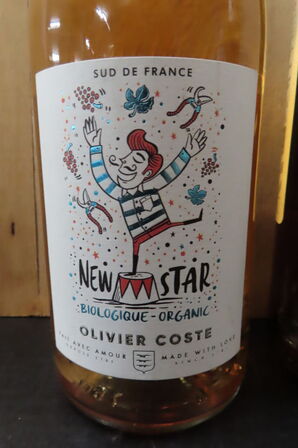 SUD DE FRANCE
NEW STAR
BIOLOGIQUE - ORGANIC
OLIVIER COSTE
FAIT AVEC AMOUR MADE WITH LOVE